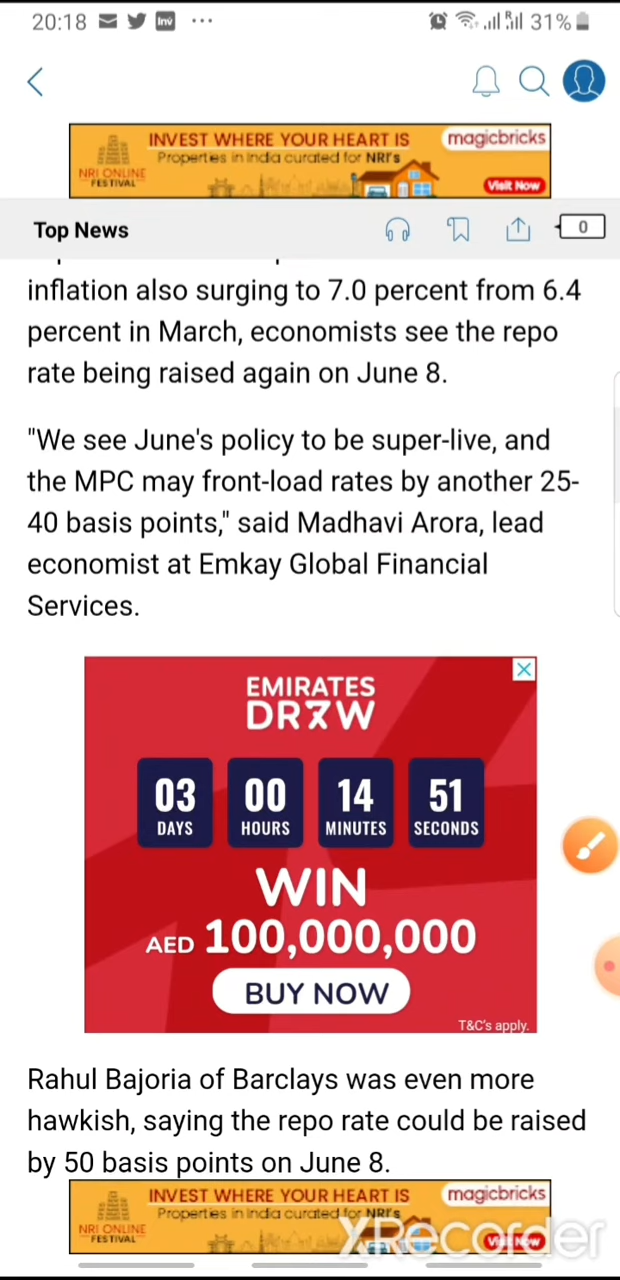 20:18 Inv ... 31%
INVEST WHERE YOUR HEART IS magicbricks
Properties in India curated for NRI's
NRI ONLINE
FESTIVAL Visit Now
Top News 0
inflation also surging to 7.0 percent from 6.4
percent in March, economists see the repo
rate being raised again on June 8.
"We see June's policy to be super-live, and
the MPC may front-load rates by another 25-
40 basis points," said Madhavi Arora, lead
economist at Emkay Global Financial
Services.
EMIRATES
DRAW
03 00 14 51
DAYS HOURS MINUTES SECONDS
WIN
AED 100,000,000
BUY NOW
T&C's apply.
Rahul Bajoria of Barclays was even more
hawkish, saying the repo rate could be raised
by 50 basis points on June 8.
INVEST WHERE YOUR HEART IS magicbricks
Properties in India curated for NRI's
NRI ONLINE
FESTIVAL Visit Now
XRecorder